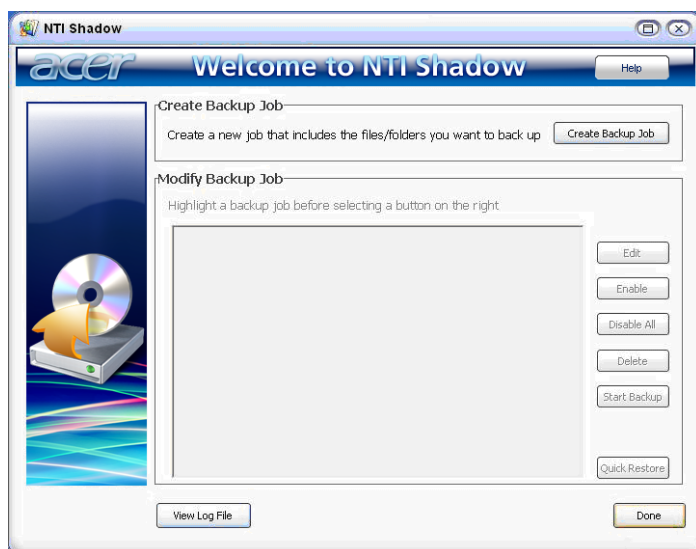 NTI Shadow
acer
Welcome to NTI Shadow
Help
Create Backup Job
Create a new job that includes the files/folders you want to back up
Create Backup Job
Modify Backup Job
Highlight a backup job before selecting a button on the right
Edit
Enable
Disable All
Delete
Start Backup
Quick Restore
View Log File
Done